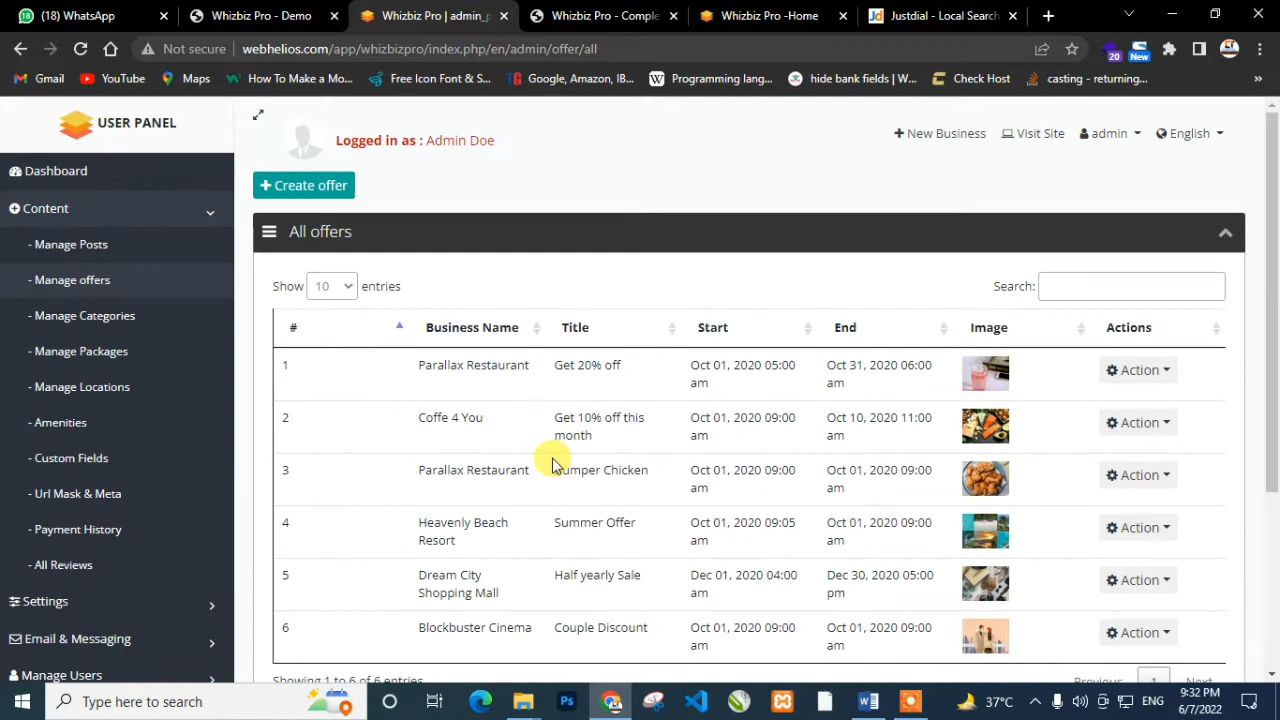 (18) WhatsApp
Whizbiz Pro - Demo
Whizbiz Pro | admin_p
Whizbiz Pro - Comple
Whizbiz Pro -Home
Justdial - Local Search
Not secure
webhelios.com/app/whizbizpro/index.php/en/admin/offer/all
20
New
Gmail
YouTube
Maps
How To Make a Mo...
Free Icon Font & S...
Google, Amazon, IB...
Programming lang...
hide bank fields | W...
Check Host
casting - returning...
USER PANEL
Logged in as : Admin Doe
New Business
Visit Site
admin
English
Dashboard
Content
- Manage Posts
- Manage offers
- Manage Categories
- Manage Packages
- Manage Locations
- Amenities
- Custom Fields
- Url Mask & Meta
- Payment History
- All Reviews
Settings
Email & Messaging
Manage Users
Create offer
All offers
Show 10 entries
Search:
# Business Name Title Start End Image Actions
1 Parallax Restaurant Get 20% off Oct 01, 2020 05:00 Oct 31, 2020 06:00 Action
am am
2 Coffe 4 You Get 10% off this Oct 01, 2020 09:00 Oct 10, 2020 11:00 Action
month am am
3 Parallax Restaurant umper Chicken Oct 01, 2020 09:00 Oct 01, 2020 09:00 Action
am am
4 Heavenly Beach Summer Offer Oct 01, 2020 09:05 Oct 01, 2020 09:00 Action
Resort am am
5 Dream City Half yearly Sale Dec 01, 2020 04:00 Dec 30, 2020 05:00 Action
Shopping Mall am pm
6 Blockbuster Cinema Couple Discount Oct 01, 2020 09:00 Oct 01, 2020 09:00 Action
am am
Showing 1 to 6 of 6 entries
Previous 1 Next
Type here to search
37°C
ENG
9:32 PM
6/7/2022